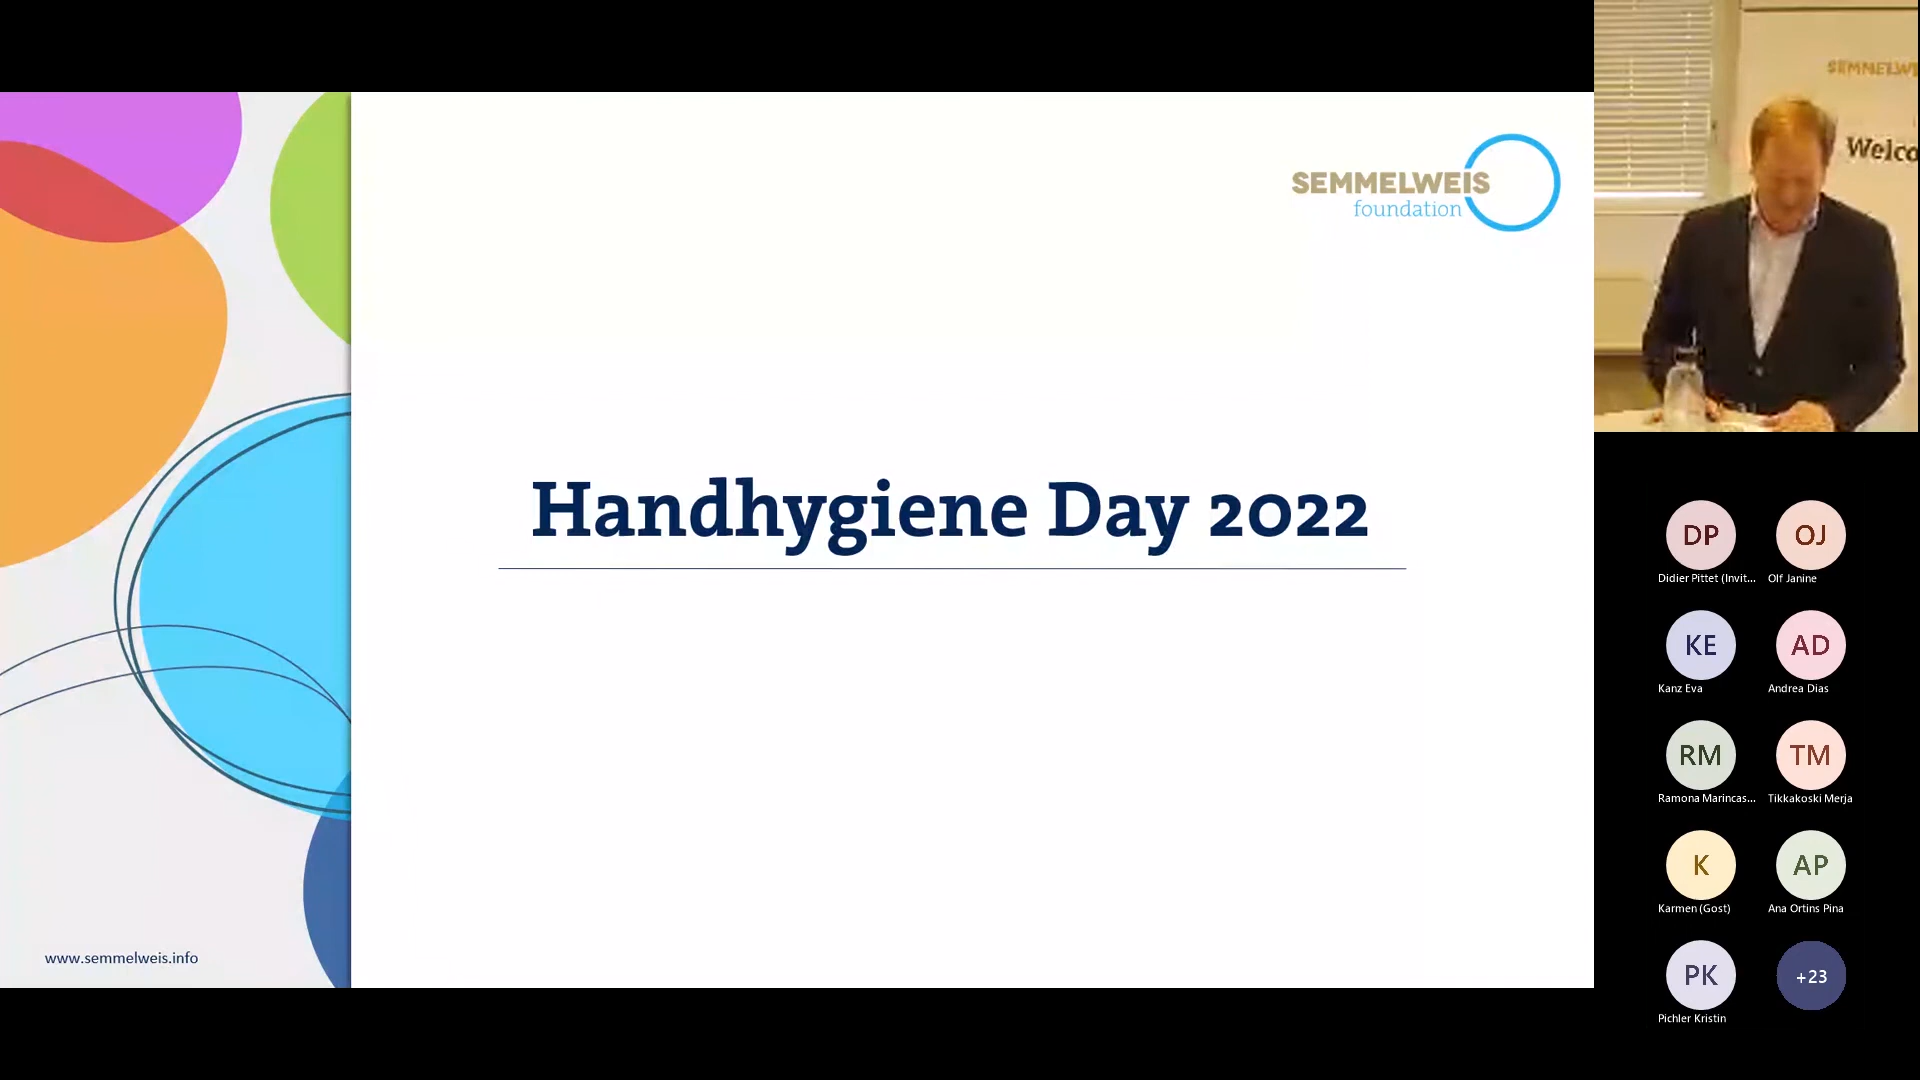 SEMMELWEIS
foundation
Handhygiene Day 2022
www.semmelweis.info
SEMMELWE
Welco
DP
Didier Pittet (Invit...
OJ
Olf Janine
KE
Kanz Eva
AD
Andrea Dias
RM
Ramona Marincas...
TM
Tikkakoski Merja
K
Karmen (Gost)
AP
Ana Ortins Pina
PK
Pichler Kristin
+23